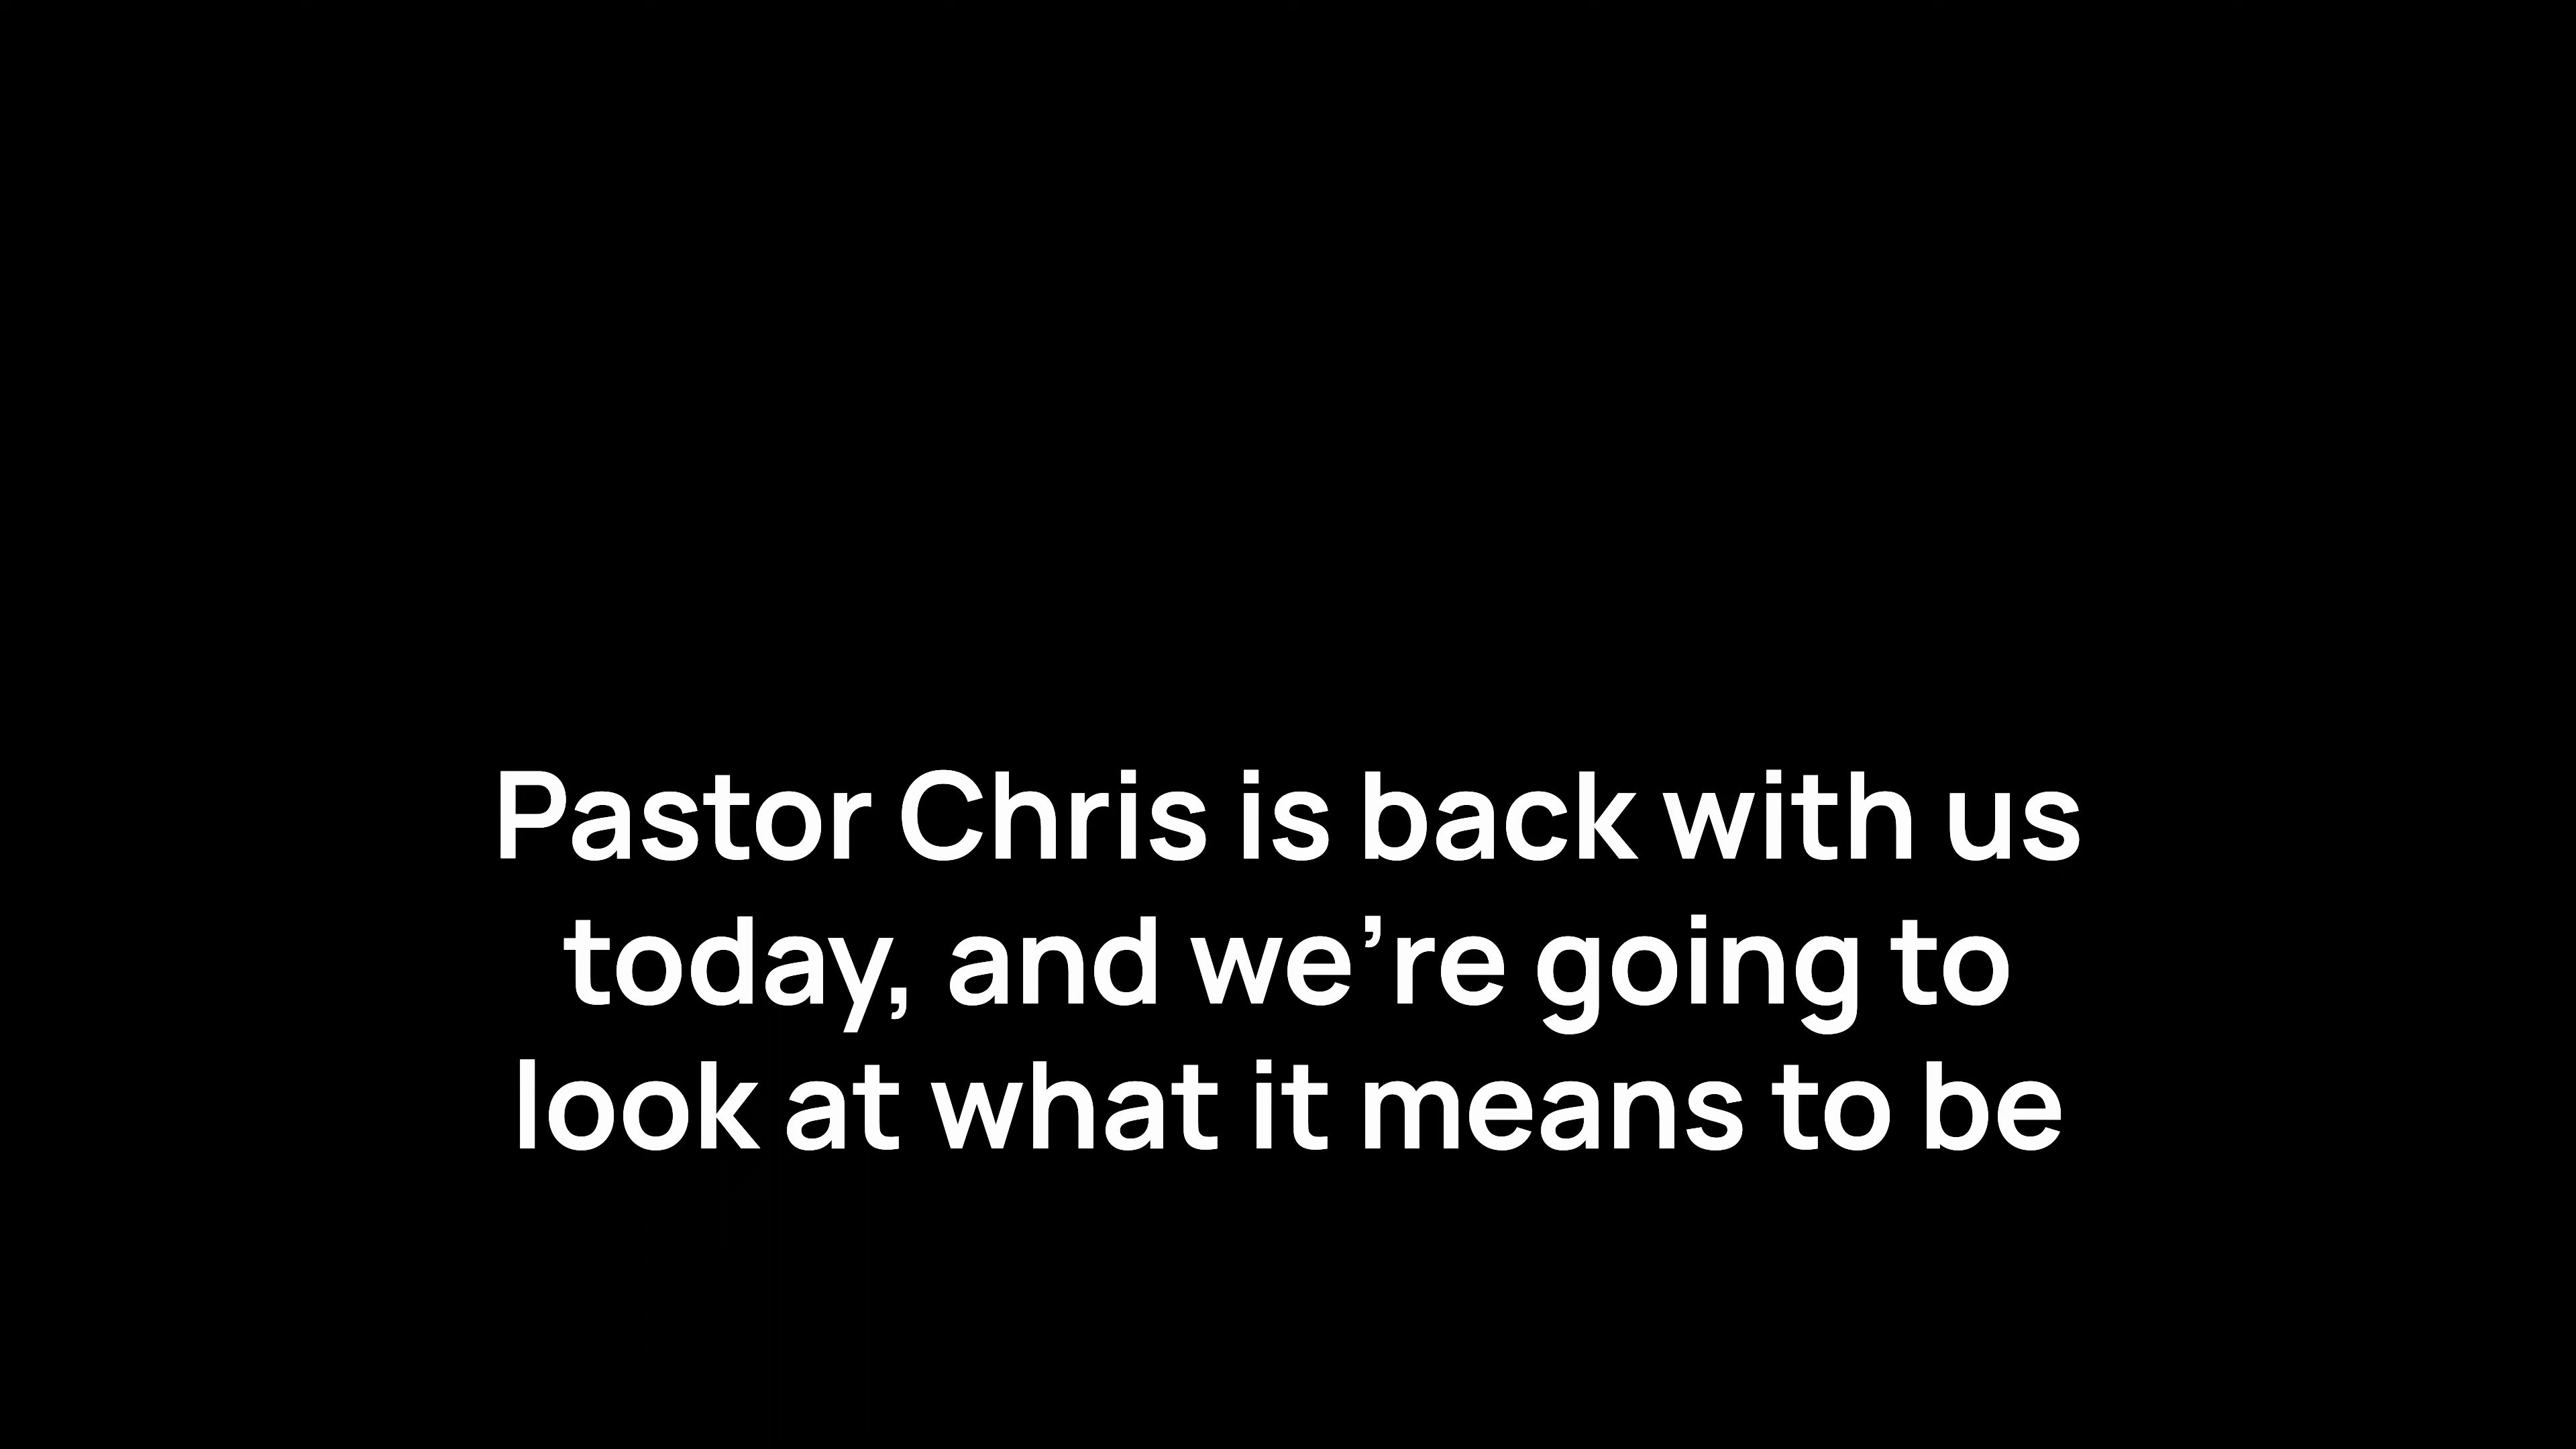 Pastor Chris is back with us
today, and we’re going to
look at what it means to be